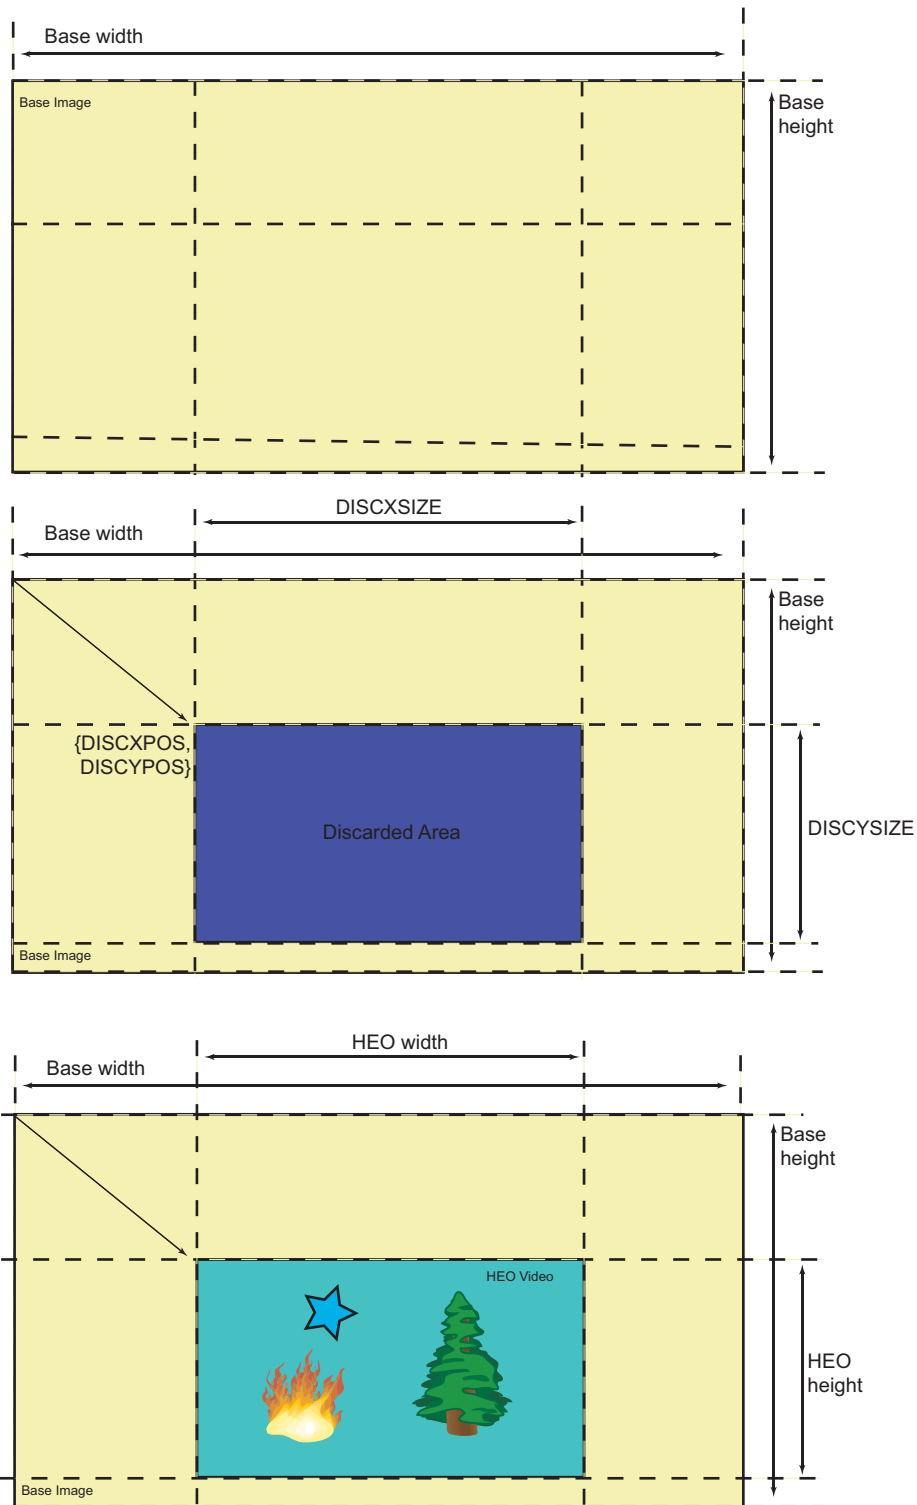 Base width
Base Image
Base
height
DISCXSIZE
Base width
Base
height
{DISCXPOS,
DISCYPOS}
Discarded Area
DISCYSIZE
Base Image
HEO width
Base width
Base
height
HEO Video
HEO
height
Base Image